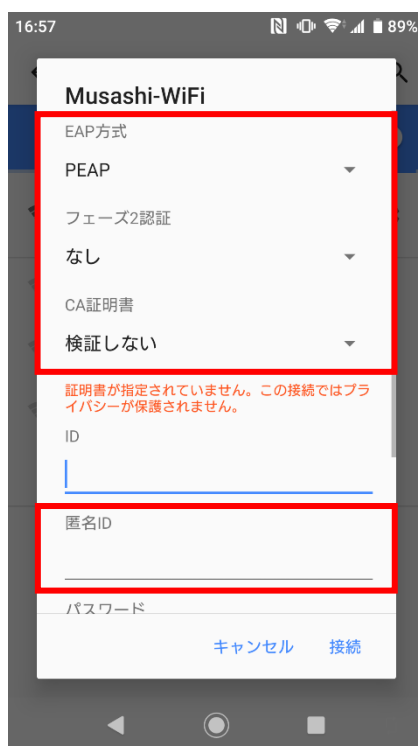 16:57
89%
Musashi-WiFi
EAP方式
PEAP
フェーズ2認証
なし
CA証明書
検証しない
証明書が指定されていません。この接続ではプラ
イバシーが保護されません。
ID
匿名ID
パスワード
キャンセル 接続